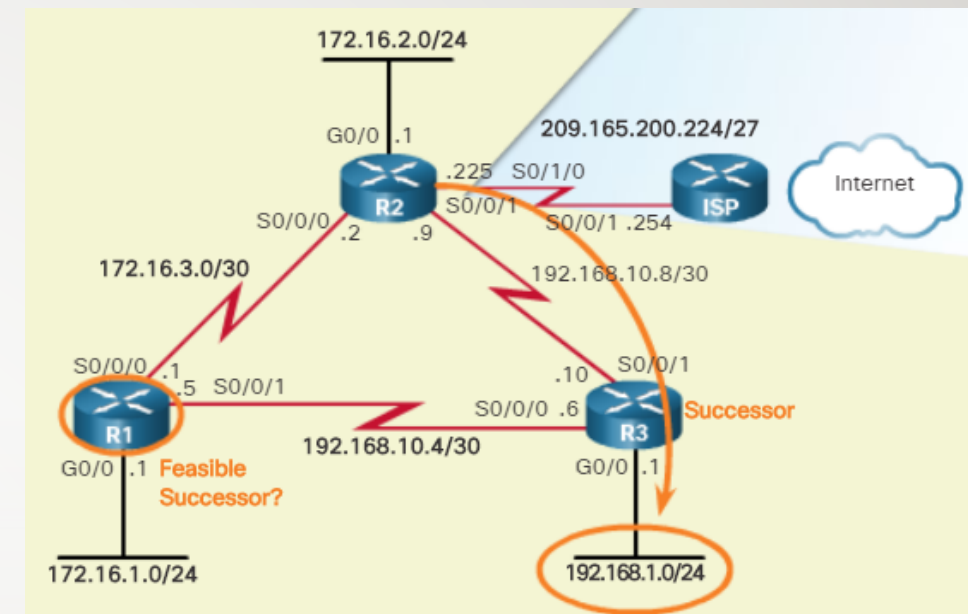 172.16.2.0/24
G0/0 .1
209.165.200.224/27
.225 S0/1/0
Internet
R2
S0/0/1
ISP
S0/0/0
.2
.9
S0/0/1 .254
172.16.3.0/30
192.168.10.8/30
S0/0/0 .1
S0/0/1
.5 S0/0/1
.10
S0/0/0 .6
Successor
R1
R3
192.168.10.4/30
G0/0 .1
Feasible
Successor?
G0/0 .1
172.16.1.0/24
192.168.1.0/24